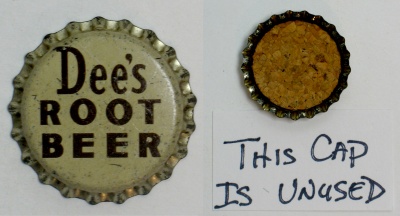 Dee's
ROOT
BEER
THIS CAP
IS UNUSED